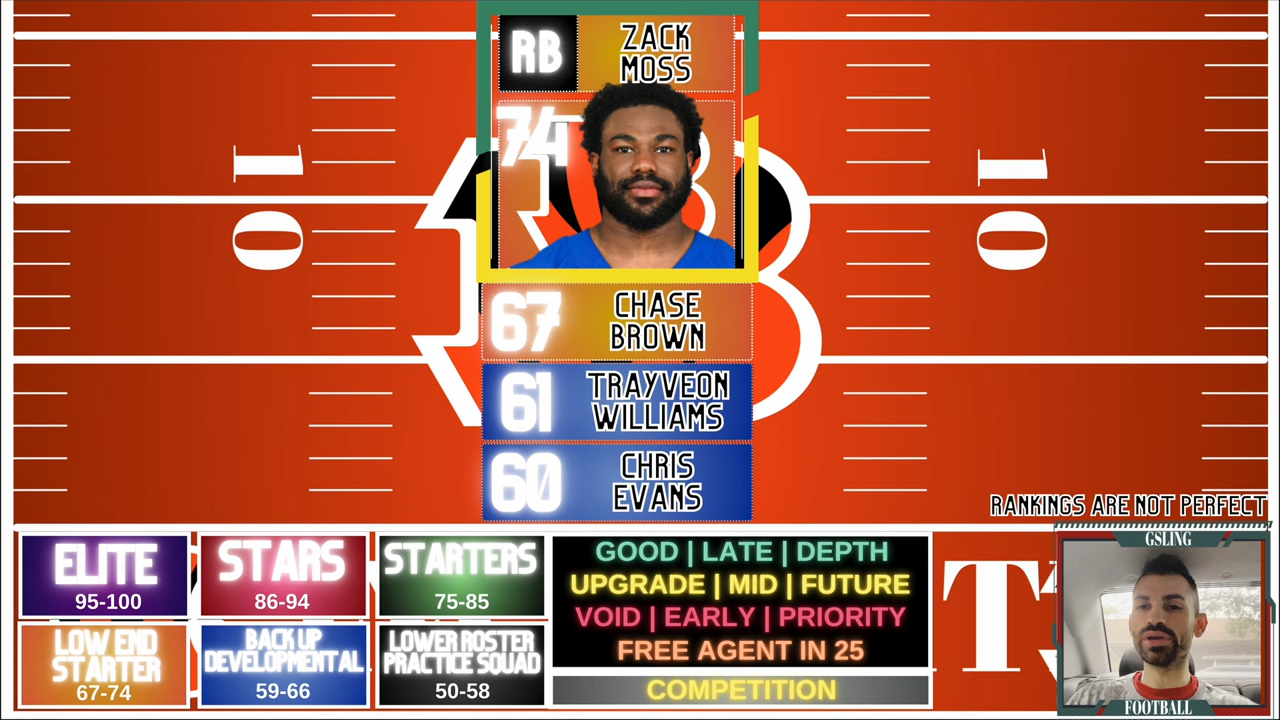 RB
ZACK
MOSS
74
67
CHASE
BROWN
61
TRAYVEON
WILLIAMS
60
CHRIS
EVANS
1 0
1 0
RANKINGS ARE NOT PERFECT
ELITE
95-100
STARS
86-94
STARTERS
75-85
LOW END
STARTER
67-74
BACK UP
DEVELOPMENTAL
59-66
LOWER ROSTER
PRACTICE SQUAD
50-58
GOOD | LATE | DEPTH
UPGRADE | MID | FUTURE
VOID | EARLY | PRIORITY
FREE AGENT IN 25
COMPETITION
GSLING
FOOTBALL